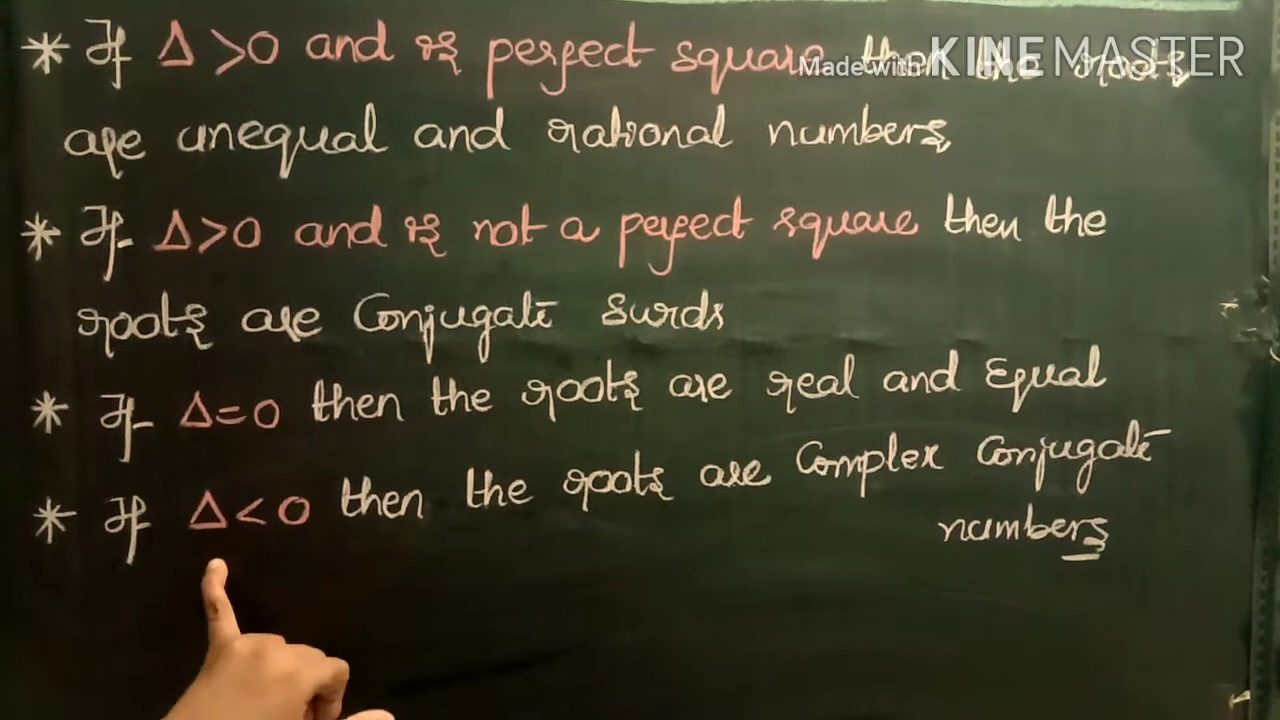 * If Δ>0 and is perfect square then the roots
Made with KINEMASTER
are unequal and rational numbers
* If Δ>0 and is not a perfect square then the
roots are Conjugate Surds
* If Δ=0 then the roots are real and Equal
* If Δ<0 then the roots are Complex Conjugate
numbers